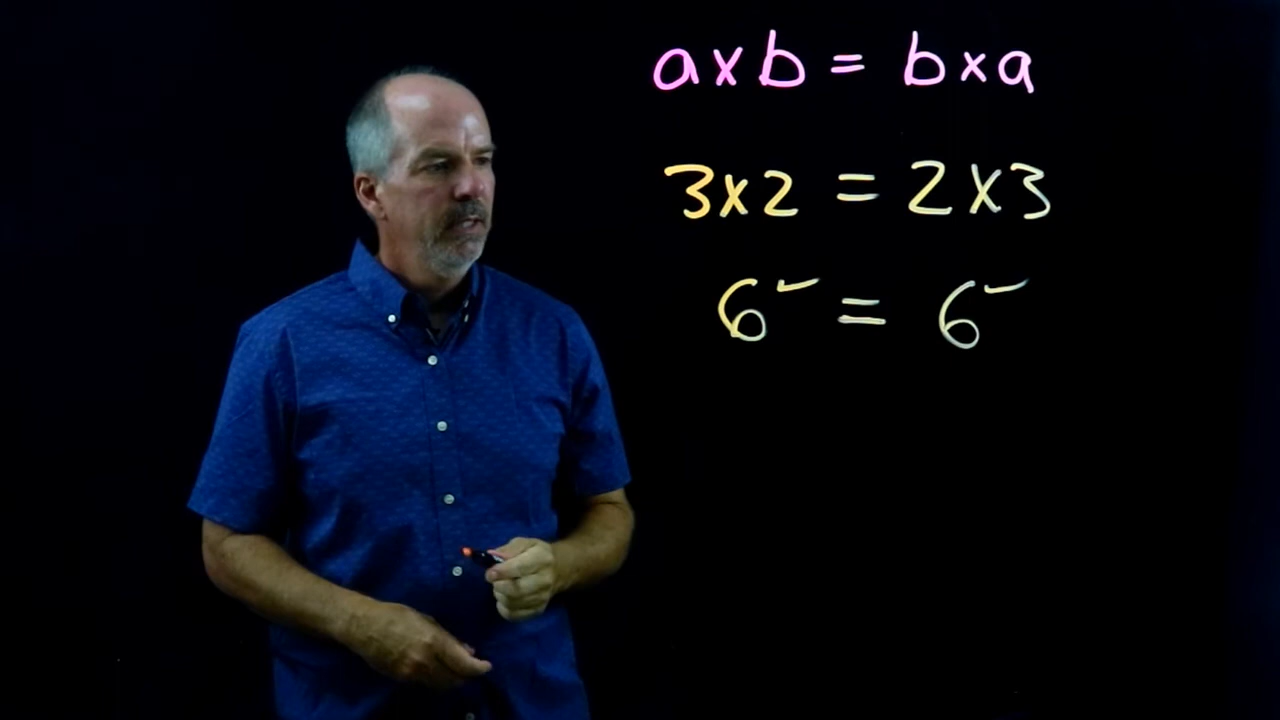 a x b = b x a
3 x 2 = 2 x 3
6 ✓ = 6 ✓